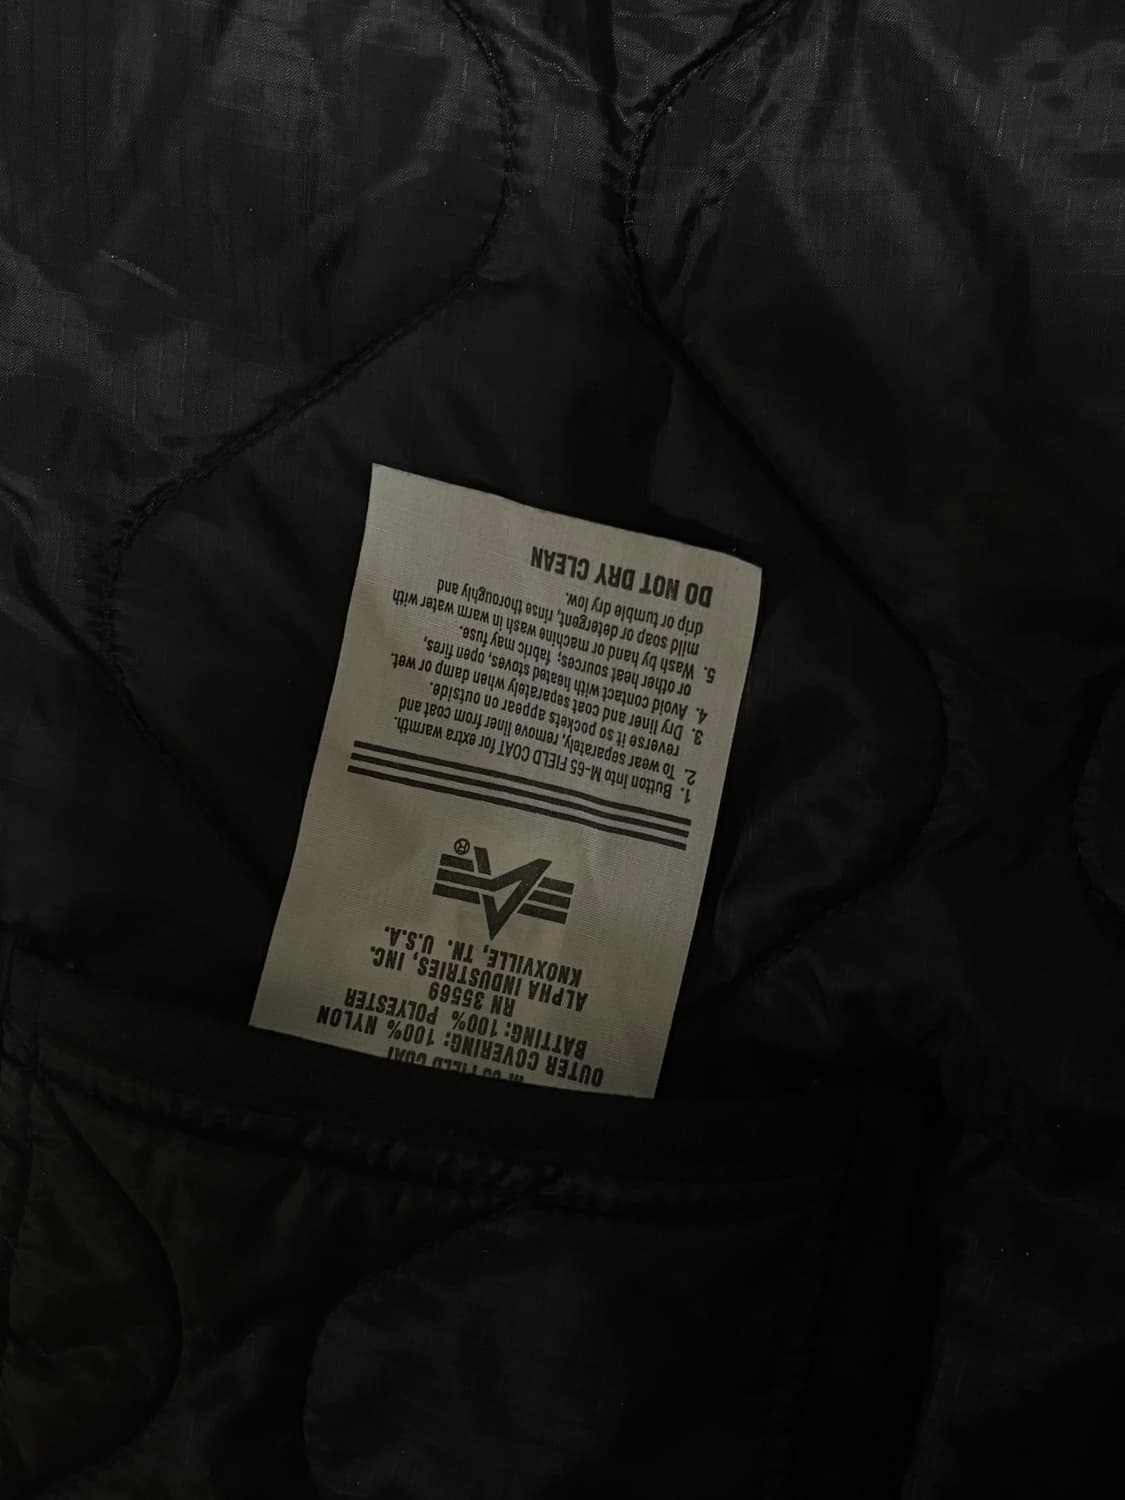 FIELD COAT
OUTER COVERING: 100% NYLON
BATTING: 100% POLYESTER
RN 35569
ALPHA INDUSTRIES, INC.
KNOXVILLE, TN. U.S.A.
®
1. Button Into M-65 FIELD COAT for extra warmth.
2. To wear separately, remove liner from coat and
reverse it so pockets appear on outside.
3. Dry liner and coat separately when damp or wet.
4. Avoid contact with heated stoves, open fires,
or other heat sources; fabric may fuse.
5. Wash by hand or machine wash in warm water with
mild soap or detergent, rinse thoroughly and
drip or tumble dry low.
DO NOT DRY CLEAN